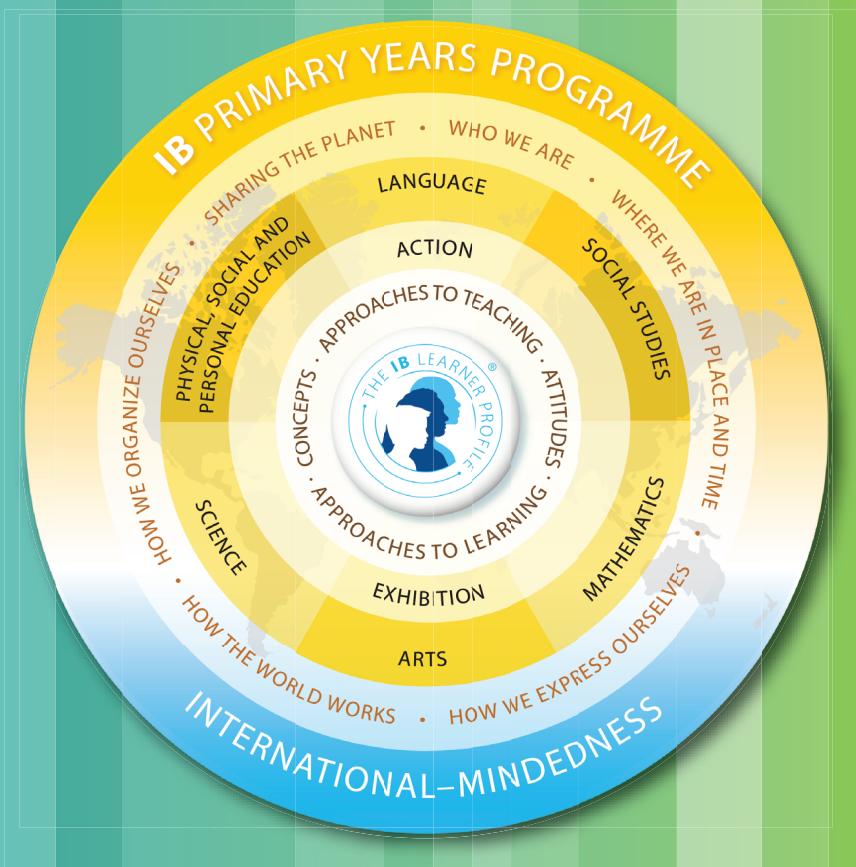 IB PRIMARY YEARS PROGRAMME
SHARING THE PLANET • WHO WE ARE • WHERE WE ARE IN PLACE AND TIME • HOW WE EXPRESS OURSELVES • HOW THE WORLD WORKS • HOW WE ORGANIZE OURSELVES •
LANGUAGE
SOCIAL STUDIES
MATHEMATICS
ARTS
SCIENCE
PHYSICAL, SOCIAL AND
PERSONAL EDUCATION
ACTION
EXHIBITION
APPROACHES TO TEACHING · ATTITUDES · APPROACHES TO LEARNING · CONCEPTS ·
• THE IB LEARNER PROFILE • ®
INTERNATIONAL–MINDEDNESS